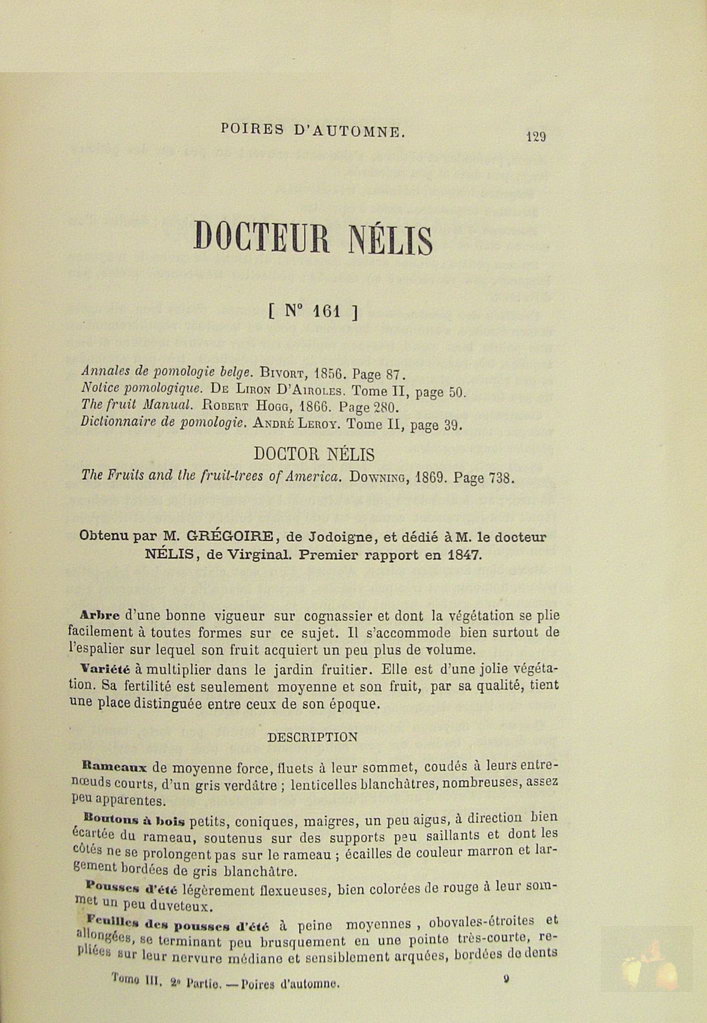 POIRES D'AUTOMNE.
129
DOCTEUR NÉLIS
[ Nº 161 ]
Annales de pomologie belge. BIVORT, 1856. Page 87.
Notice pomologique. DE LIRON D'AIROLES. Tome II, page 50.
The fruit Manual. ROBERT HOGG, 1866. Page 280.
Dictionnaire de pomologie. ANDRÉ LEROY. Tome II, page 39.
DOCTOR NÉLIS
The Fruits and the fruit-trees of America. DOWNING, 1869. Page 738.
Obtenu par M. GRÉGOIRE, de Jodoigne, et dédié à M. le docteur
NÉLIS, de Virginal. Premier rapport en 1847.
Arbre d'une bonne vigueur sur cognassier et dont la végétation se plie
facilement à toutes formes sur ce sujet. Il s'accommode bien surtout de
l'espalier sur lequel son fruit acquiert un peu plus de volume.
Variété à multiplier dans le jardin fruitier. Elle est d'une jolie végéta-
tion. Sa fertilité est seulement moyenne et son fruit, par sa qualité, tient
une place distinguée entre ceux de son époque.
DESCRIPTION
Rameaux de moyenne force, fluets à leur sommet, coudés à leurs entre-
nœuds courts, d'un gris verdâtre ; lenticelles blanchâtres, nombreuses, assez
peu apparentes.
Boutons à bois petits, coniques, maigres, un peu aigus, à direction bien
écartée du rameau, soutenus sur des supports peu saillants et dont les
côtés ne se prolongent pas sur le rameau ; écailles de couleur marron et lar-
gement bordées de gris blanchâtre.
Pousses d'été légèrement flexueuses, bien colorées de rouge à leur som-
met un peu duveteux.
Feuilles des pousses d'été à peine moyennes , obovales-étroites et
allongées, se terminant peu brusquement en une pointe très-courte, re-
pliées sur leur nervure médiane et sensiblement arquées, bordées de dents
Tome III. 2e Partie. — Poires d'automne.
9